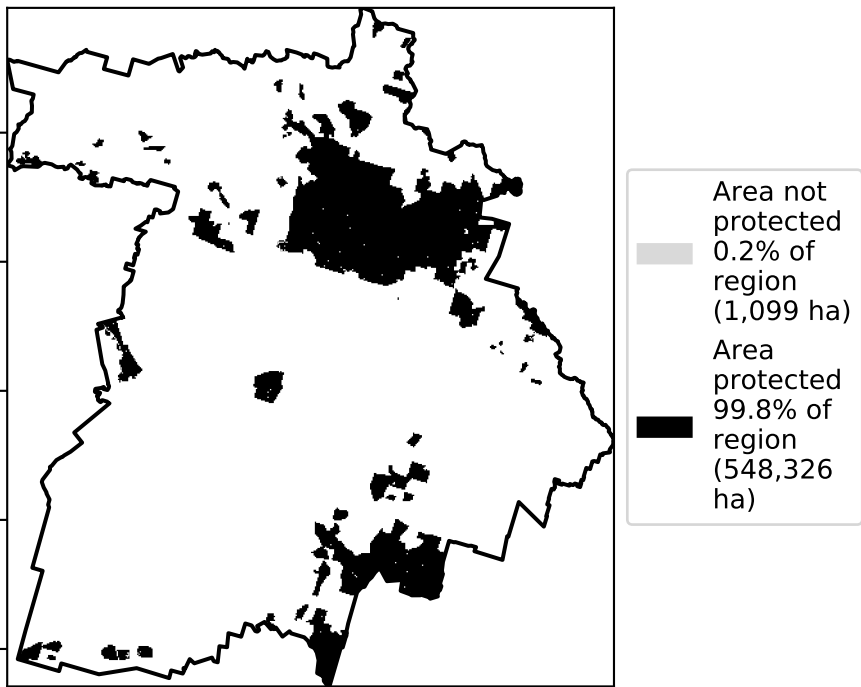 Area not
protected
0.2% of
region
(1,099 ha)
Area
protected
99.8% of
region
(548,326
ha)